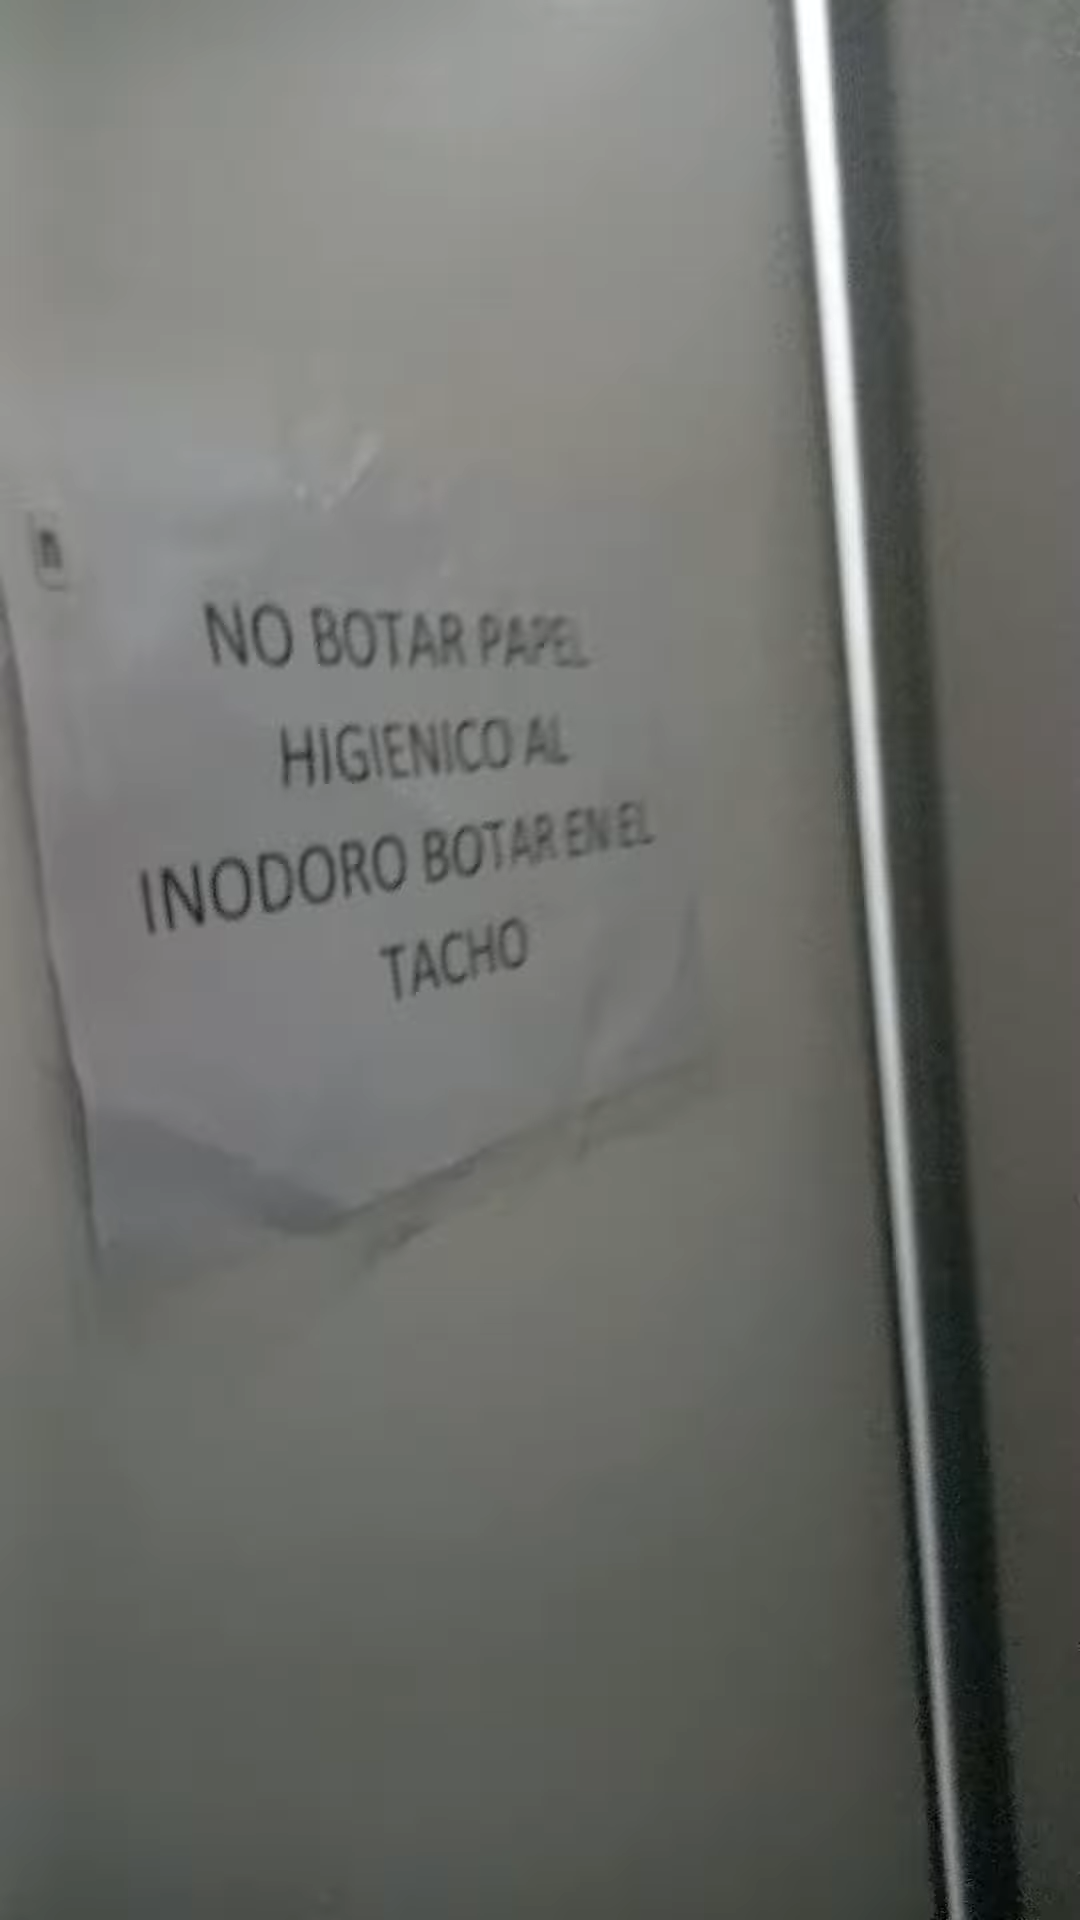 NO BOTAR PAPEL
HIGIENICO AL
INODORO BOTAR EN EL
TACHO